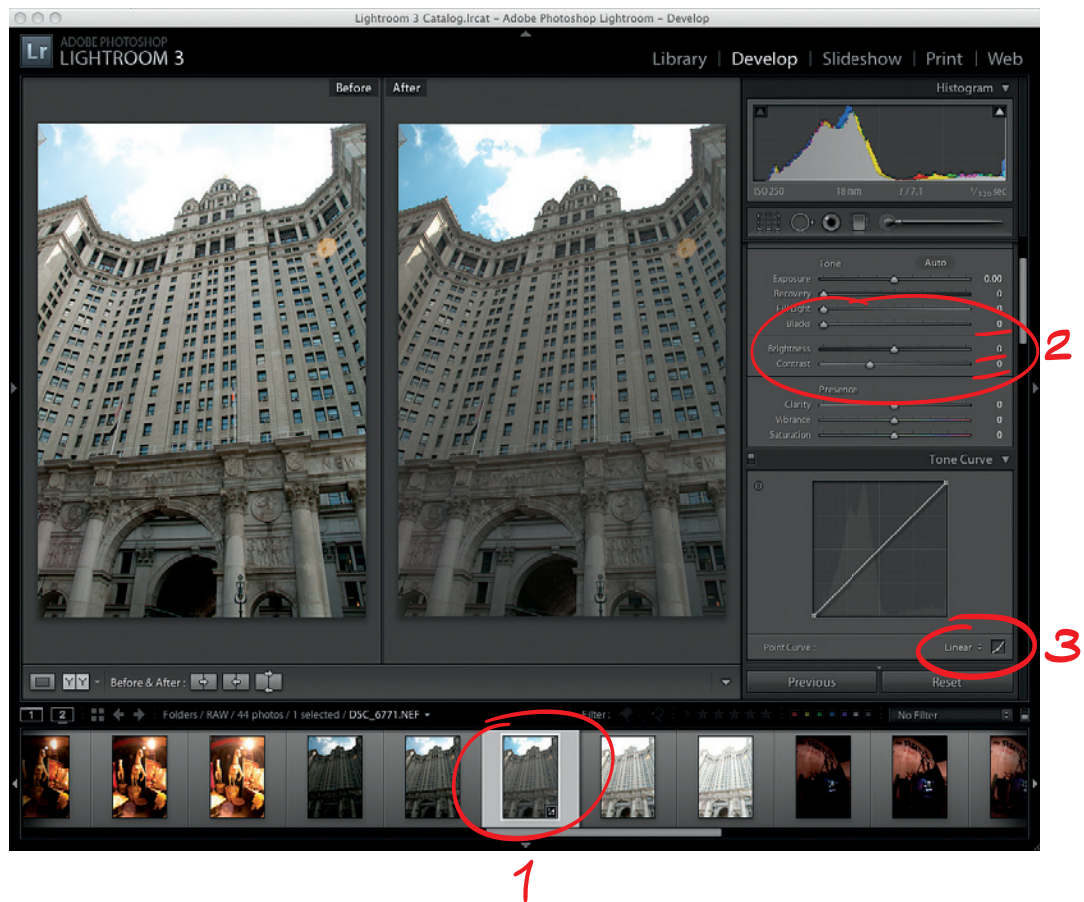 Lightroom 3 Catalog.lrcat – Adobe Photoshop Lightroom – Develop
Lr ADOBE PHOTOSHOP
LIGHTROOM 3
Library | Develop | Slideshow | Print | Web
Before After
Histogram
ISO 250 18 mm f / 7.1 1/320 SEC
Tone Auto
Exposure 0.00
Recovery 0
Fill Light 0
Blacks 0
2
Brightness 0
Contrast 0
Presence
Clarity 0
Vibrance 0
Saturation 0
Tone Curve
MANHATTAN
NEW
Point Curve : Linear
3
YY Before & After :
Previous Reset
1 2 Folders / RAW / 44 photos / 1 selected / DSC_6771.NEF Filter : No Filter
1